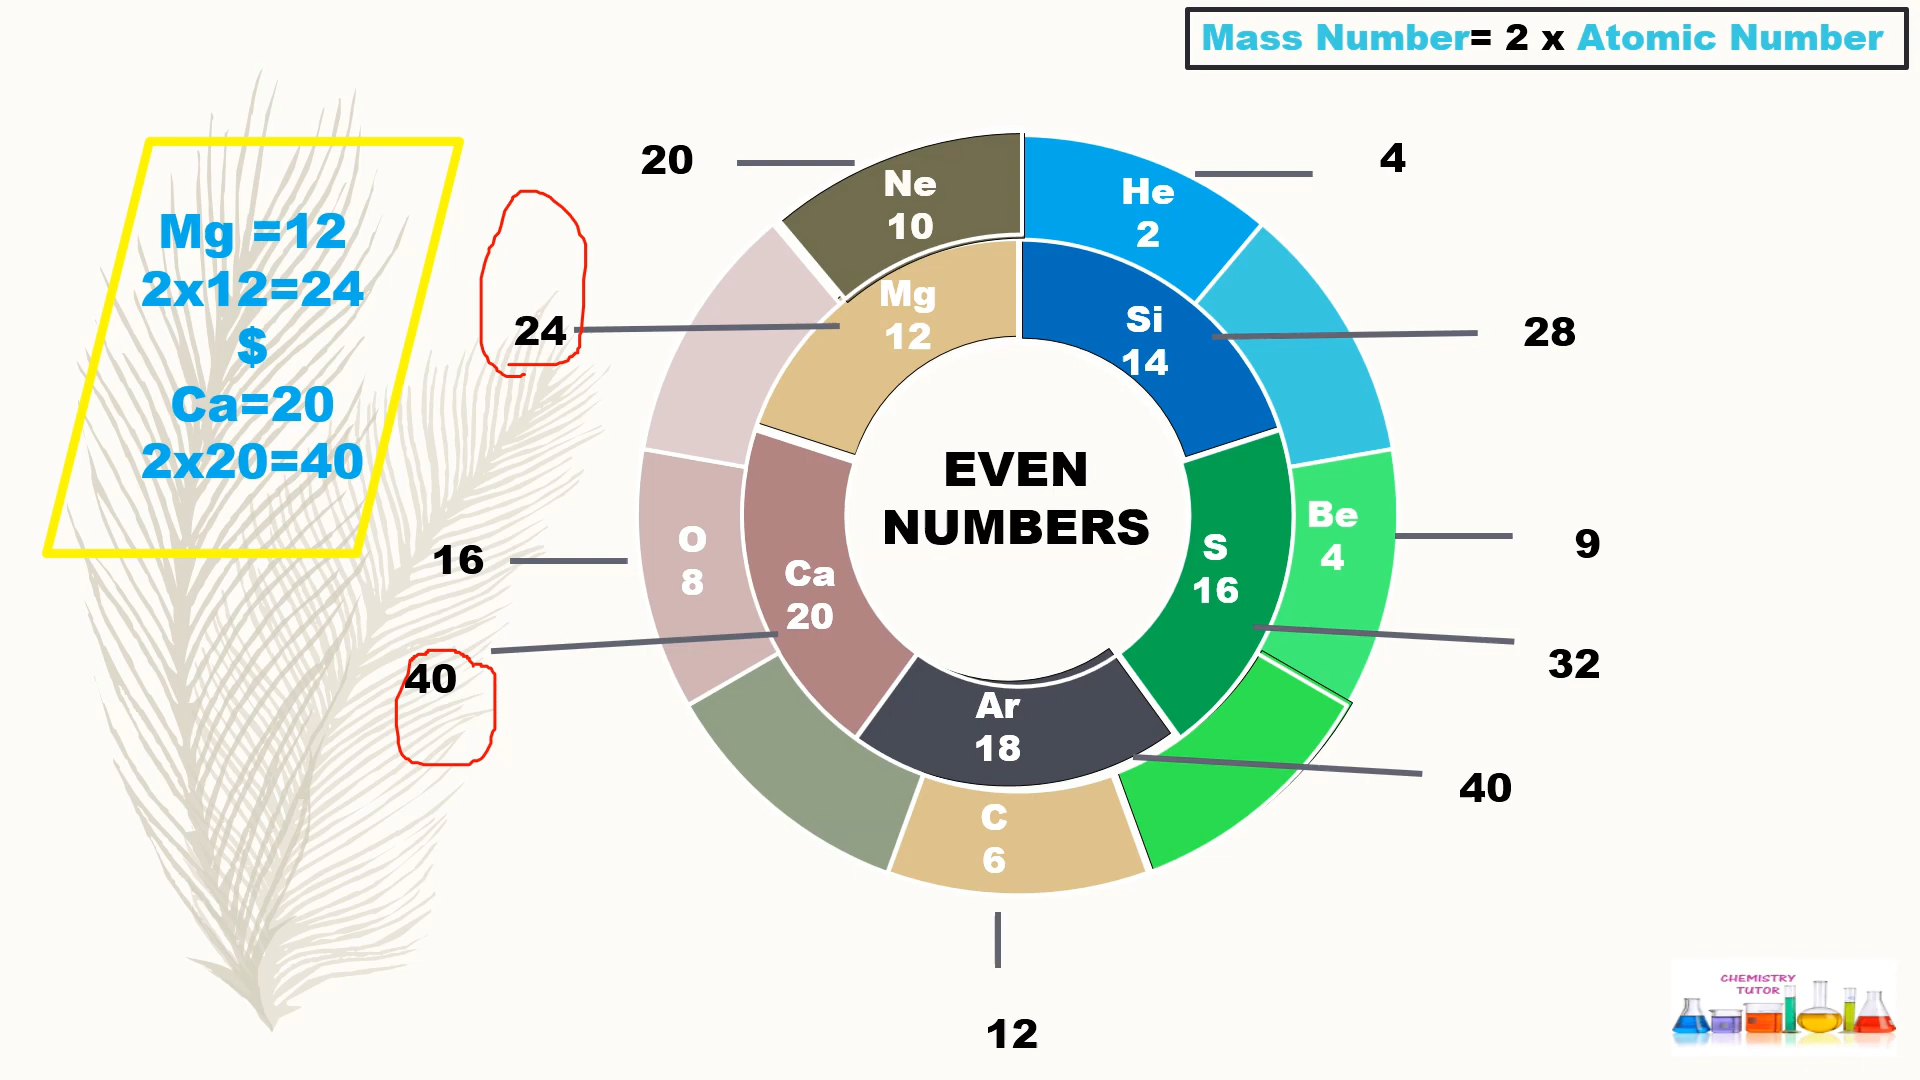 Mass Number= 2 x Atomic Number
Mg =12
2x12=24
$
Ca=20
2x20=40
20
4
Ne
10
He
2
24
Mg
12
Si
14
28
EVEN
NUMBERS
16
O
8
Ca
20
S
16
Be
4
9
40
32
Ar
18
40
C
6
12
CHEMISTRY
TUTOR